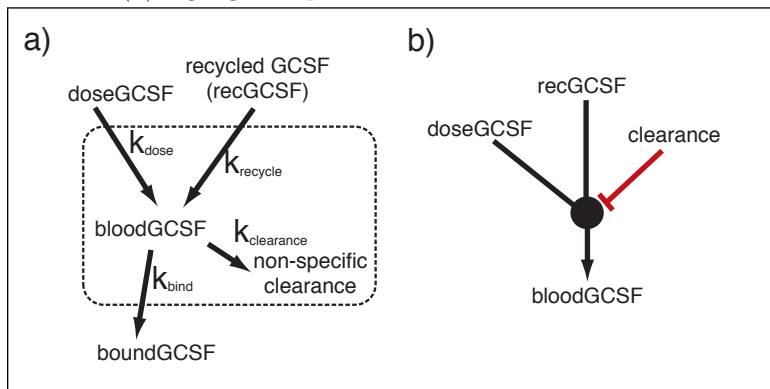 a)
recycled GCSF
(recGCSF)
doseGCSF
kdose
krecycle
bloodGCSF
kclearance
non-specific
clearance
kbind
boundGCSF
b)
recGCSF
doseGCSF
clearance
bloodGCSF